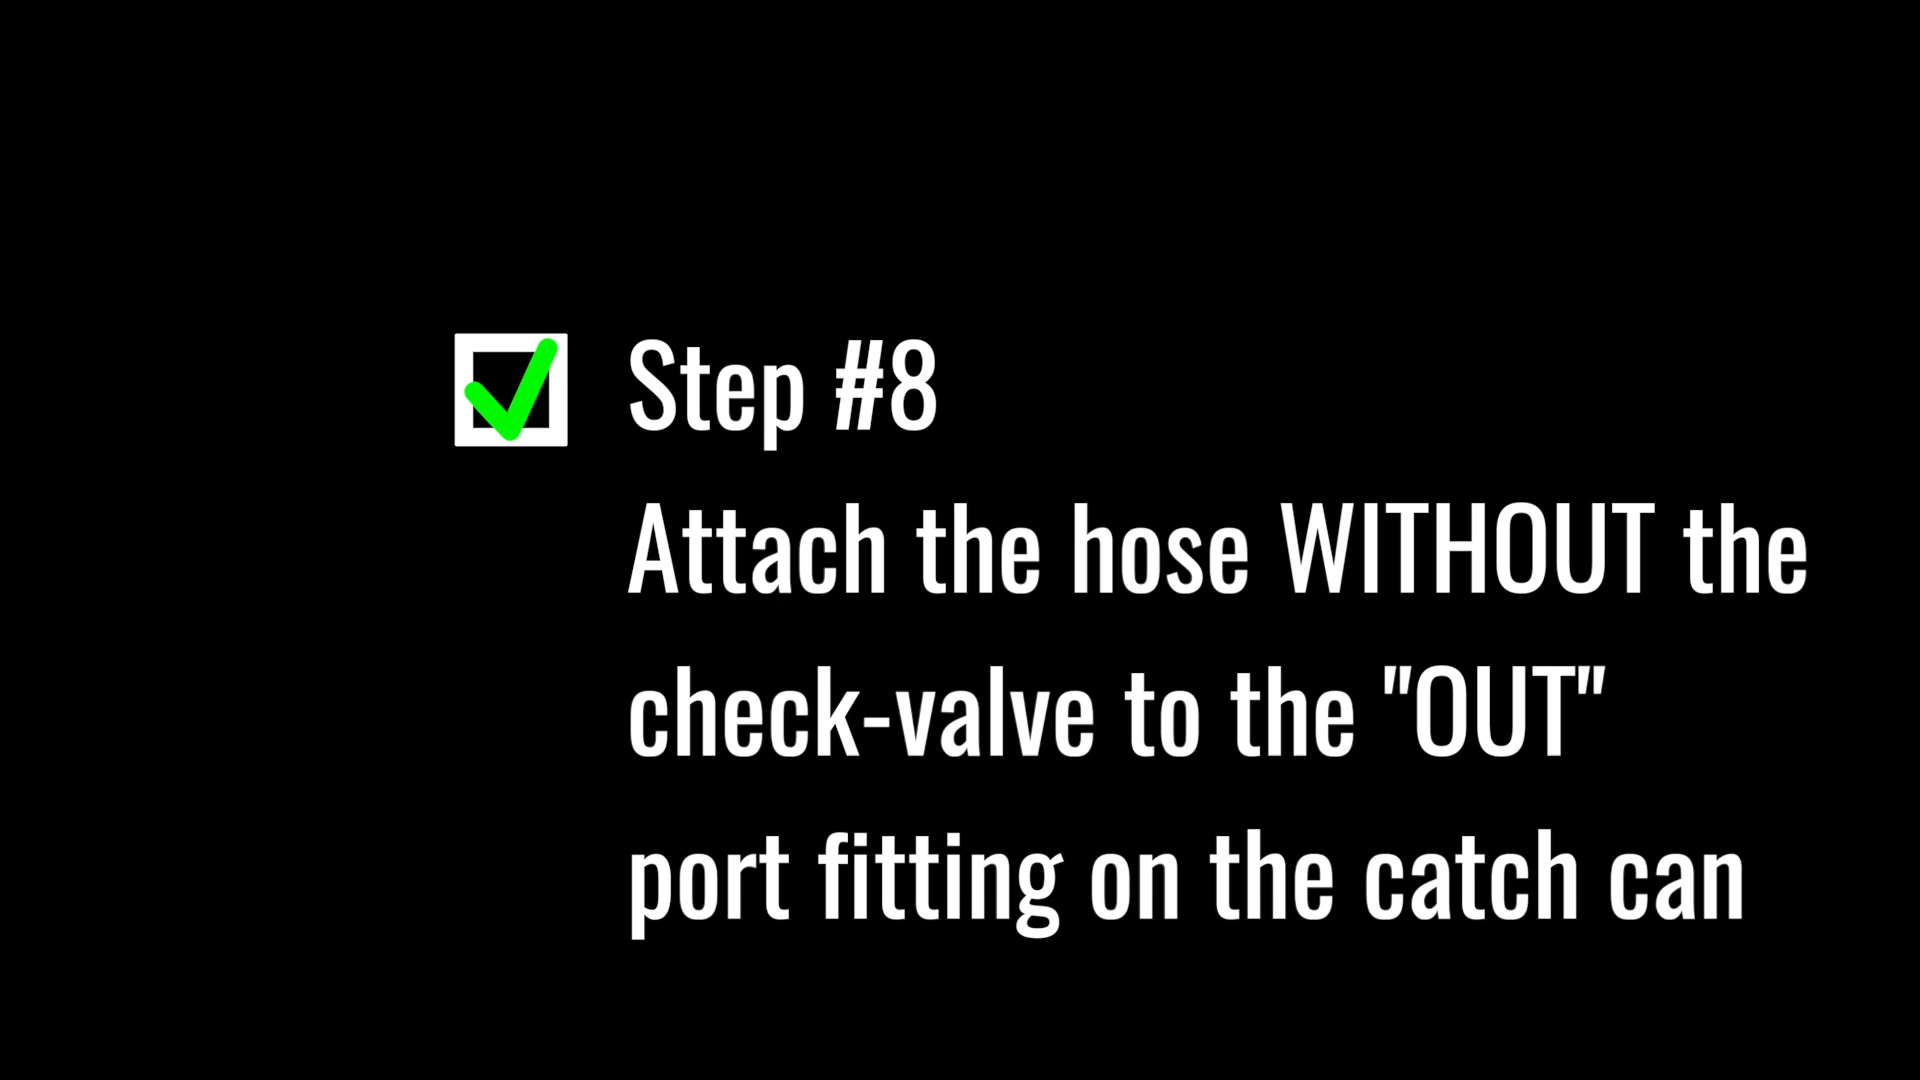 Step #8
Attach the hose WITHOUT the
check-valve to the "OUT"
port fitting on the catch can